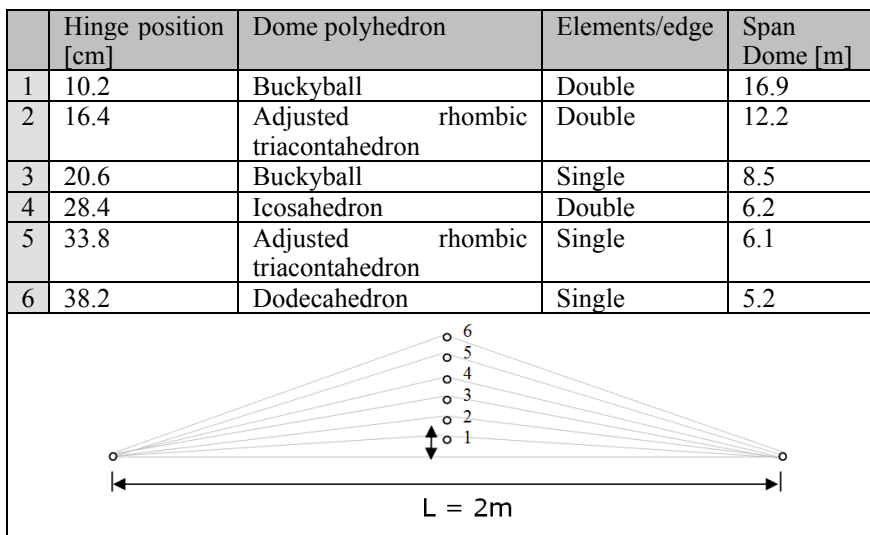 Hinge position [cm] Dome polyhedron Elements/edge Span Dome [m]
1 10.2 Buckyball Double 16.9
2 16.4 Adjusted rhombic triacontahedron Double 12.2
3 20.6 Buckyball Single 8.5
4 28.4 Icosahedron Double 6.2
5 33.8 Adjusted rhombic triacontahedron Single 6.1
6 38.2 Dodecahedron Single 5.2
6
5
4
3
2
1
L = 2m